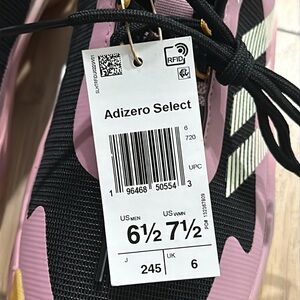 RFID
Adizero Select
6
720
UPC
1 96468 50554 3
US MEN US WMN
6½ 7½
J 245 UK 6